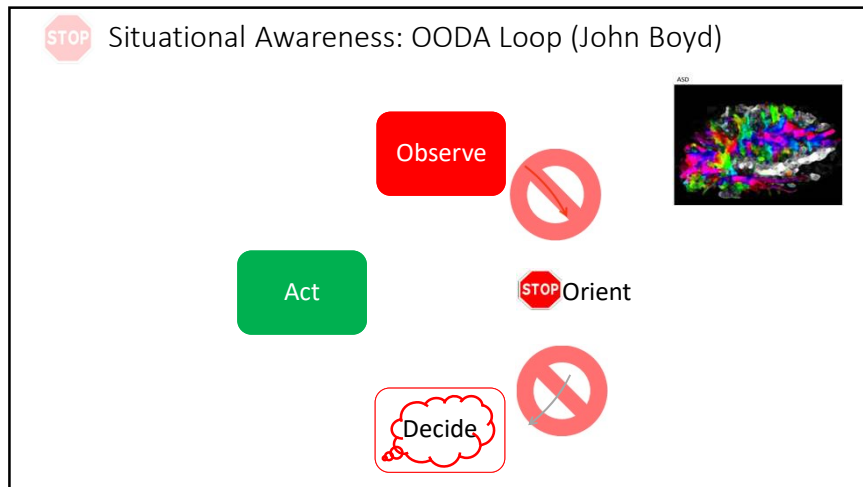 STOP Situational Awareness: OODA Loop (John Boyd)
ASD
Observe
Act
STOP Orient
Decide